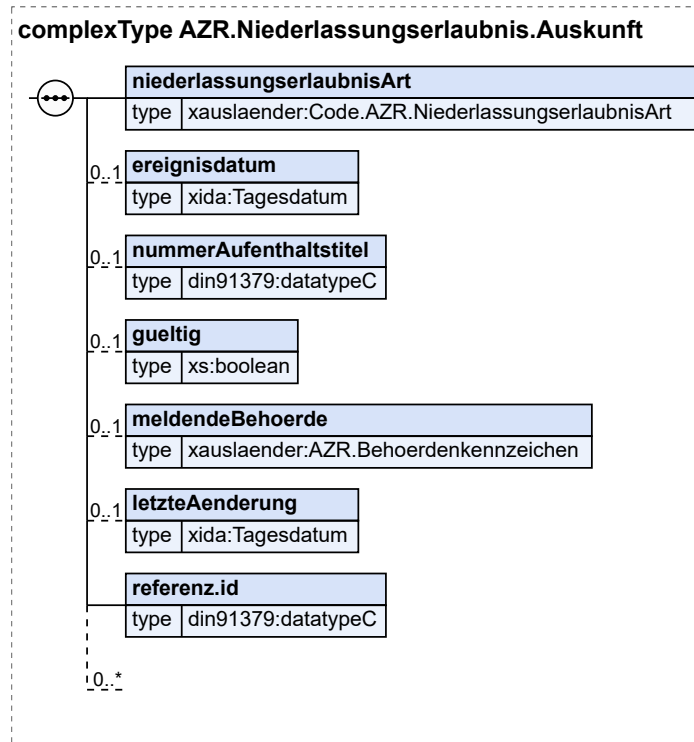 complexType AZR.Niederlassungserlaubnis.Auskunft
niederlassungserlaubnisArt
type xauslaender:Code.AZR.NiederlassungserlaubnisArt
0..1 ereignisdatum
type xida:Tagesdatum
0..1 nummerAufenthaltstitel
type din91379:datatypeC
0..1 gueltig
type xs:boolean
0..1 meldendeBehoerde
type xauslaender:AZR.Behoerdenkennzeichen
0..1 letzteAenderung
type xida:Tagesdatum
referenz.id
type din91379:datatypeC
0..*